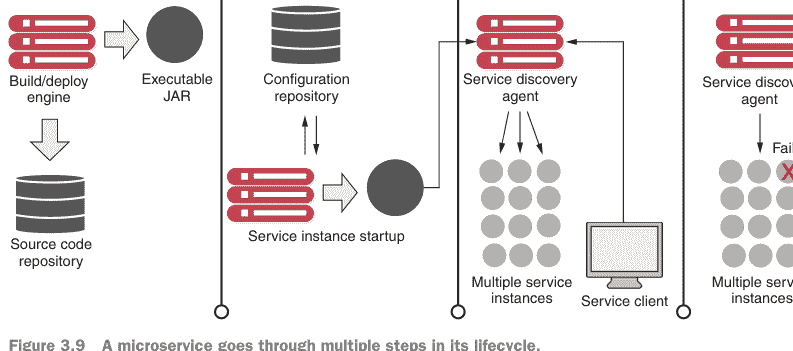 Build/deploy
engine
Executable
JAR
Source code
repository
Configuration
repository
Service instance startup
Service discovery
agent
Multiple service
instances
Service client
Service discov
agent
Fail
X
Multiple serv
instances
Figure 3.9 A microservice goes through multiple steps in its lifecycle.